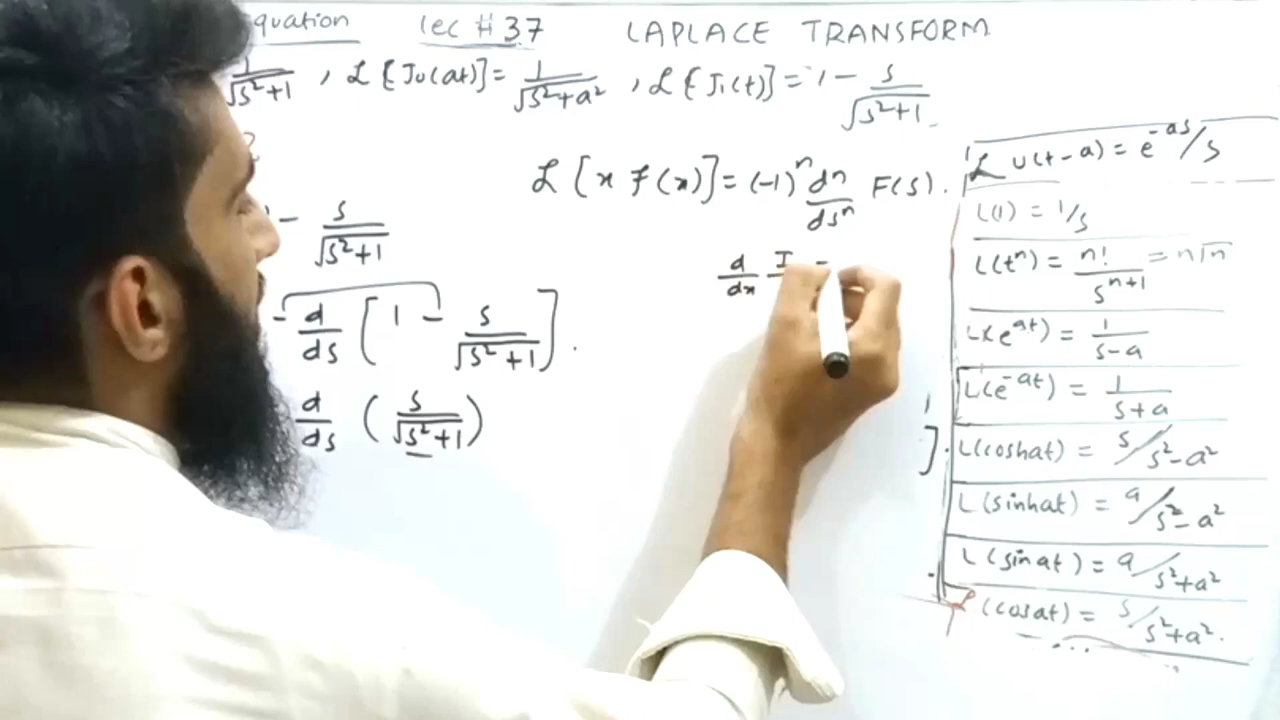 quation lec # 37 LAPLACE TRANSFORM
1/√s²+1 , ℒ{J₀(at)] = 1/√s²+a² , ℒ{J₁(t)] = 1 - s/√s²+1
ℒ[x f(x)] = (-1)ⁿ dn/dsⁿ F(s).
- s/√s²+1
- d/ds [1 - s/√s²+1].
d/ds (s/√s²+1)
d/dx I
ℒ U(t-a) = e^-as/s
L(1) = 1/s
L(tⁿ) = n!/s^n+1 = n⌈n
L(e^at) = 1/s-a
L(e^-at) = 1/s+a
L(coshat) = s/s²-a²
L(sinhat) = a/s²-a²
L(sinat) = a/s²+a²
ℒ(cosat) = s/s²+a².